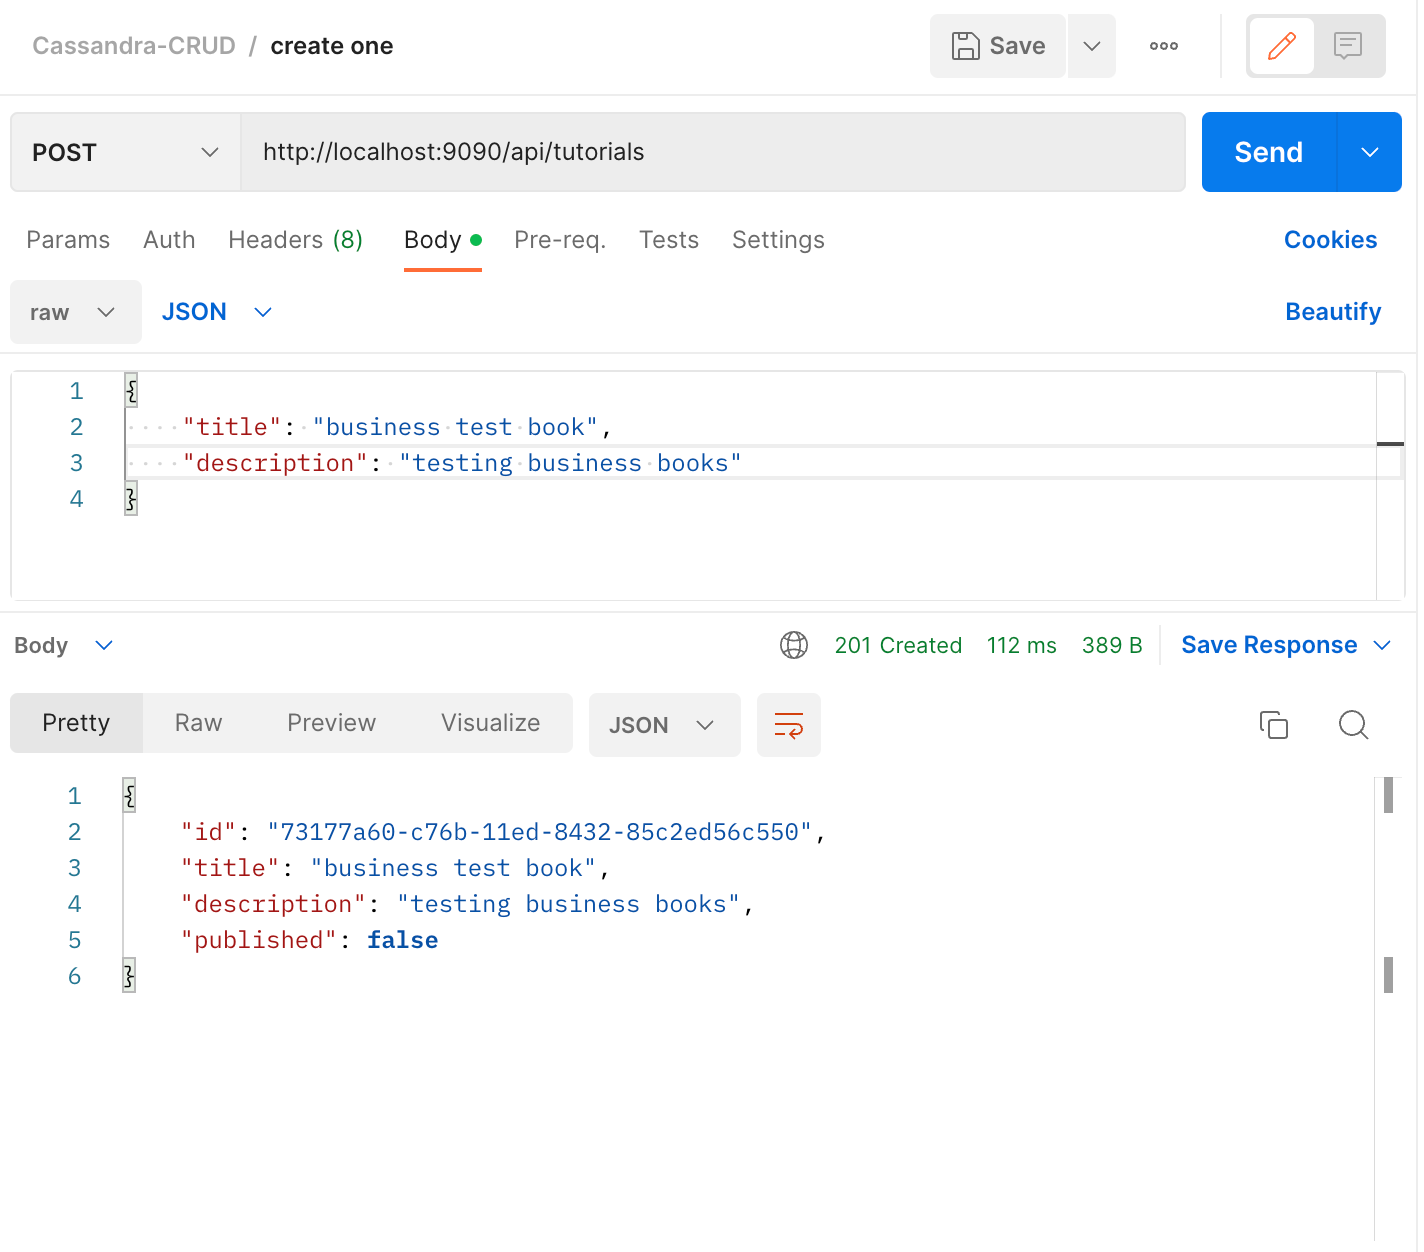 Cassandra-CRUD / create one
Save
POST
http://localhost:9090/api/tutorials
Send
Params Auth Headers (8) Body Pre-req. Tests Settings Cookies
raw JSON Beautify
1 {
2 "title": "business test book",
3 "description": "testing business books"
4 }
Body 201 Created 112 ms 389 B Save Response
Pretty Raw Preview Visualize JSON
1 {
2 "id": "73177a60-c76b-11ed-8432-85c2ed56c550",
3 "title": "business test book",
4 "description": "testing business books",
5 "published": false
6 }